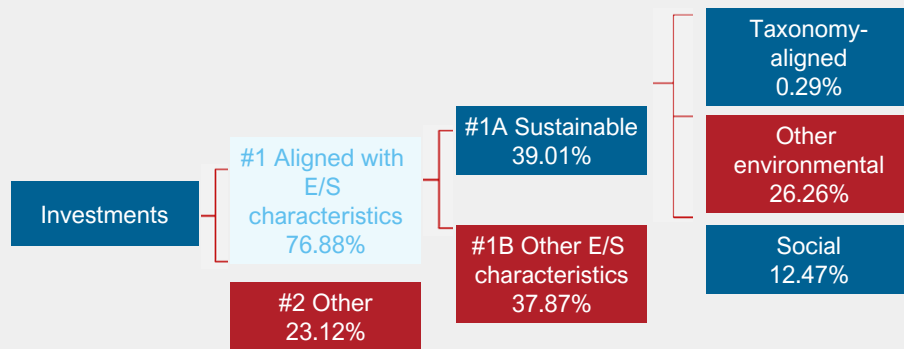 Investments
#1 Aligned with
E/S
characteristics
76.88%
#2 Other
23.12%
#1A Sustainable
39.01%
#1B Other E/S
characteristics
37.87%
Taxonomy-
aligned
0.29%
Other
environmental
26.26%
Social
12.47%